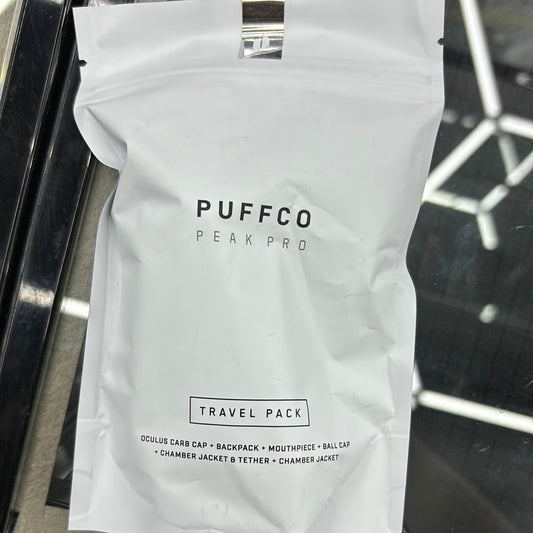 PUFFCO
PEAK PRO
TRAVEL PACK
OCULUS CARB CAP + BACKPACK + MOUTHPIECE + BALL CAP
+ CHAMBER JACKET & TETHER + CHAMBER JACKET